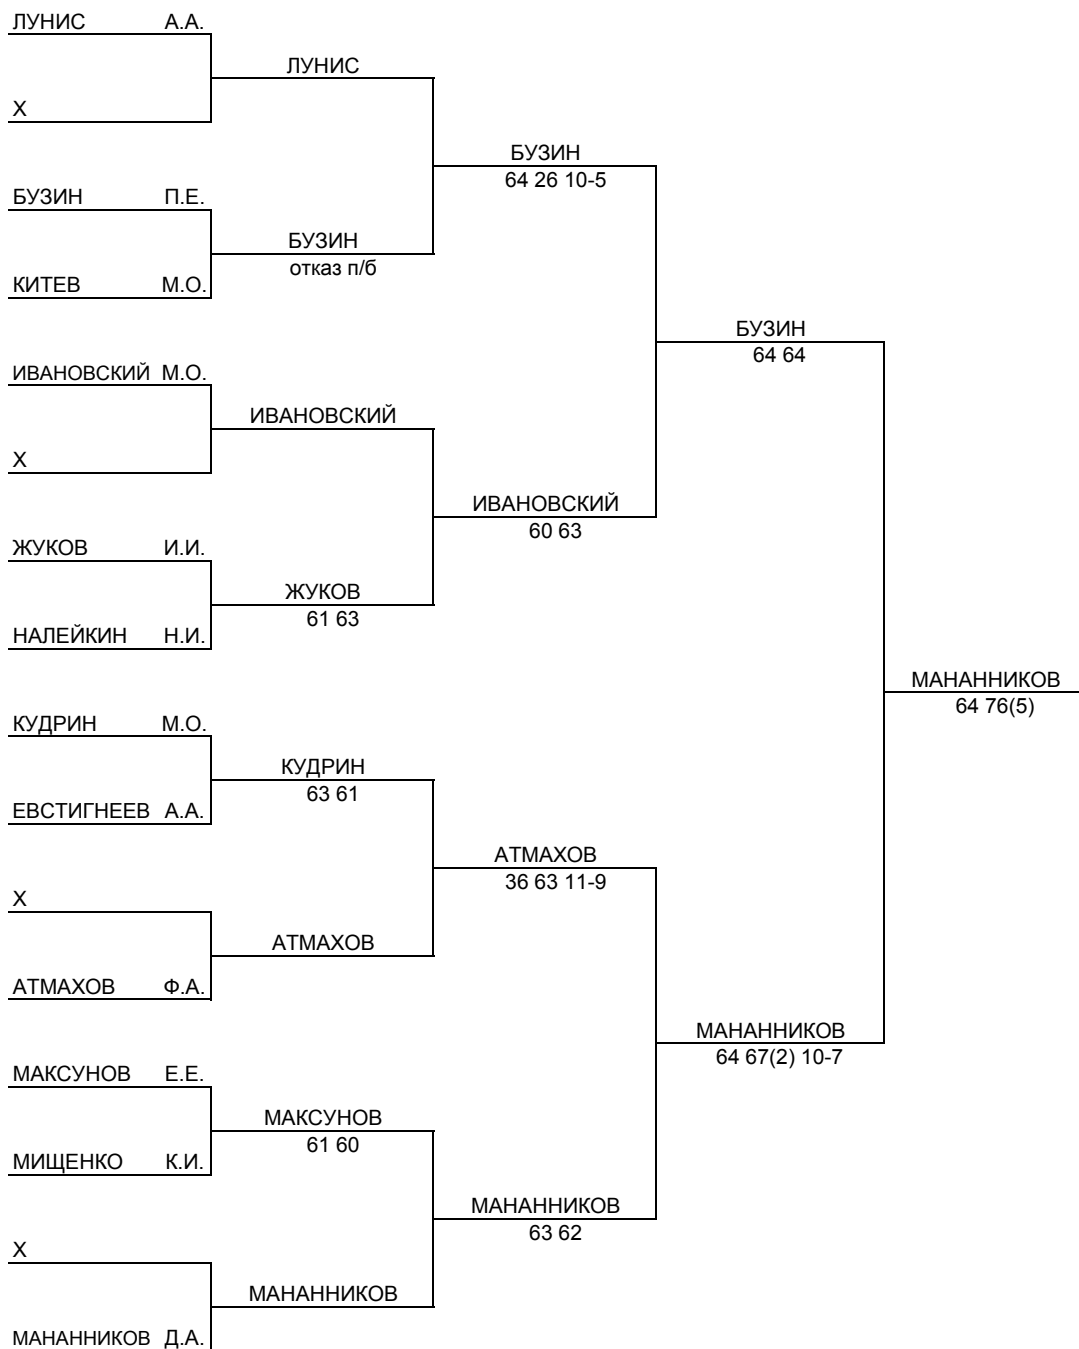 ЛУНИС А.А.
ЛУНИС
X
БУЗИН
64 26 10-5
БУЗИН П.Е.
БУЗИН
отказ п/б
КИТЕВ М.О.
БУЗИН
64 64
ИВАНОВСКИЙ М.О.
ИВАНОВСКИЙ
X
ИВАНОВСКИЙ
60 63
ЖУКОВ И.И.
ЖУКОВ
61 63
НАЛЕЙКИН Н.И.
МАНАННИКОВ
64 76(5)
КУДРИН М.О.
КУДРИН
63 61
ЕВСТИГНЕЕВ А.А.
АТМАХОВ
36 63 11-9
X
АТМАХОВ
АТМАХОВ Ф.А.
МАНАННИКОВ
64 67(2) 10-7
МАКСУНОВ Е.Е.
МАКСУНОВ
61 60
МИЩЕНКО К.И.
МАНАННИКОВ
63 62
X
МАНАННИКОВ
МАНАННИКОВ Д.А.